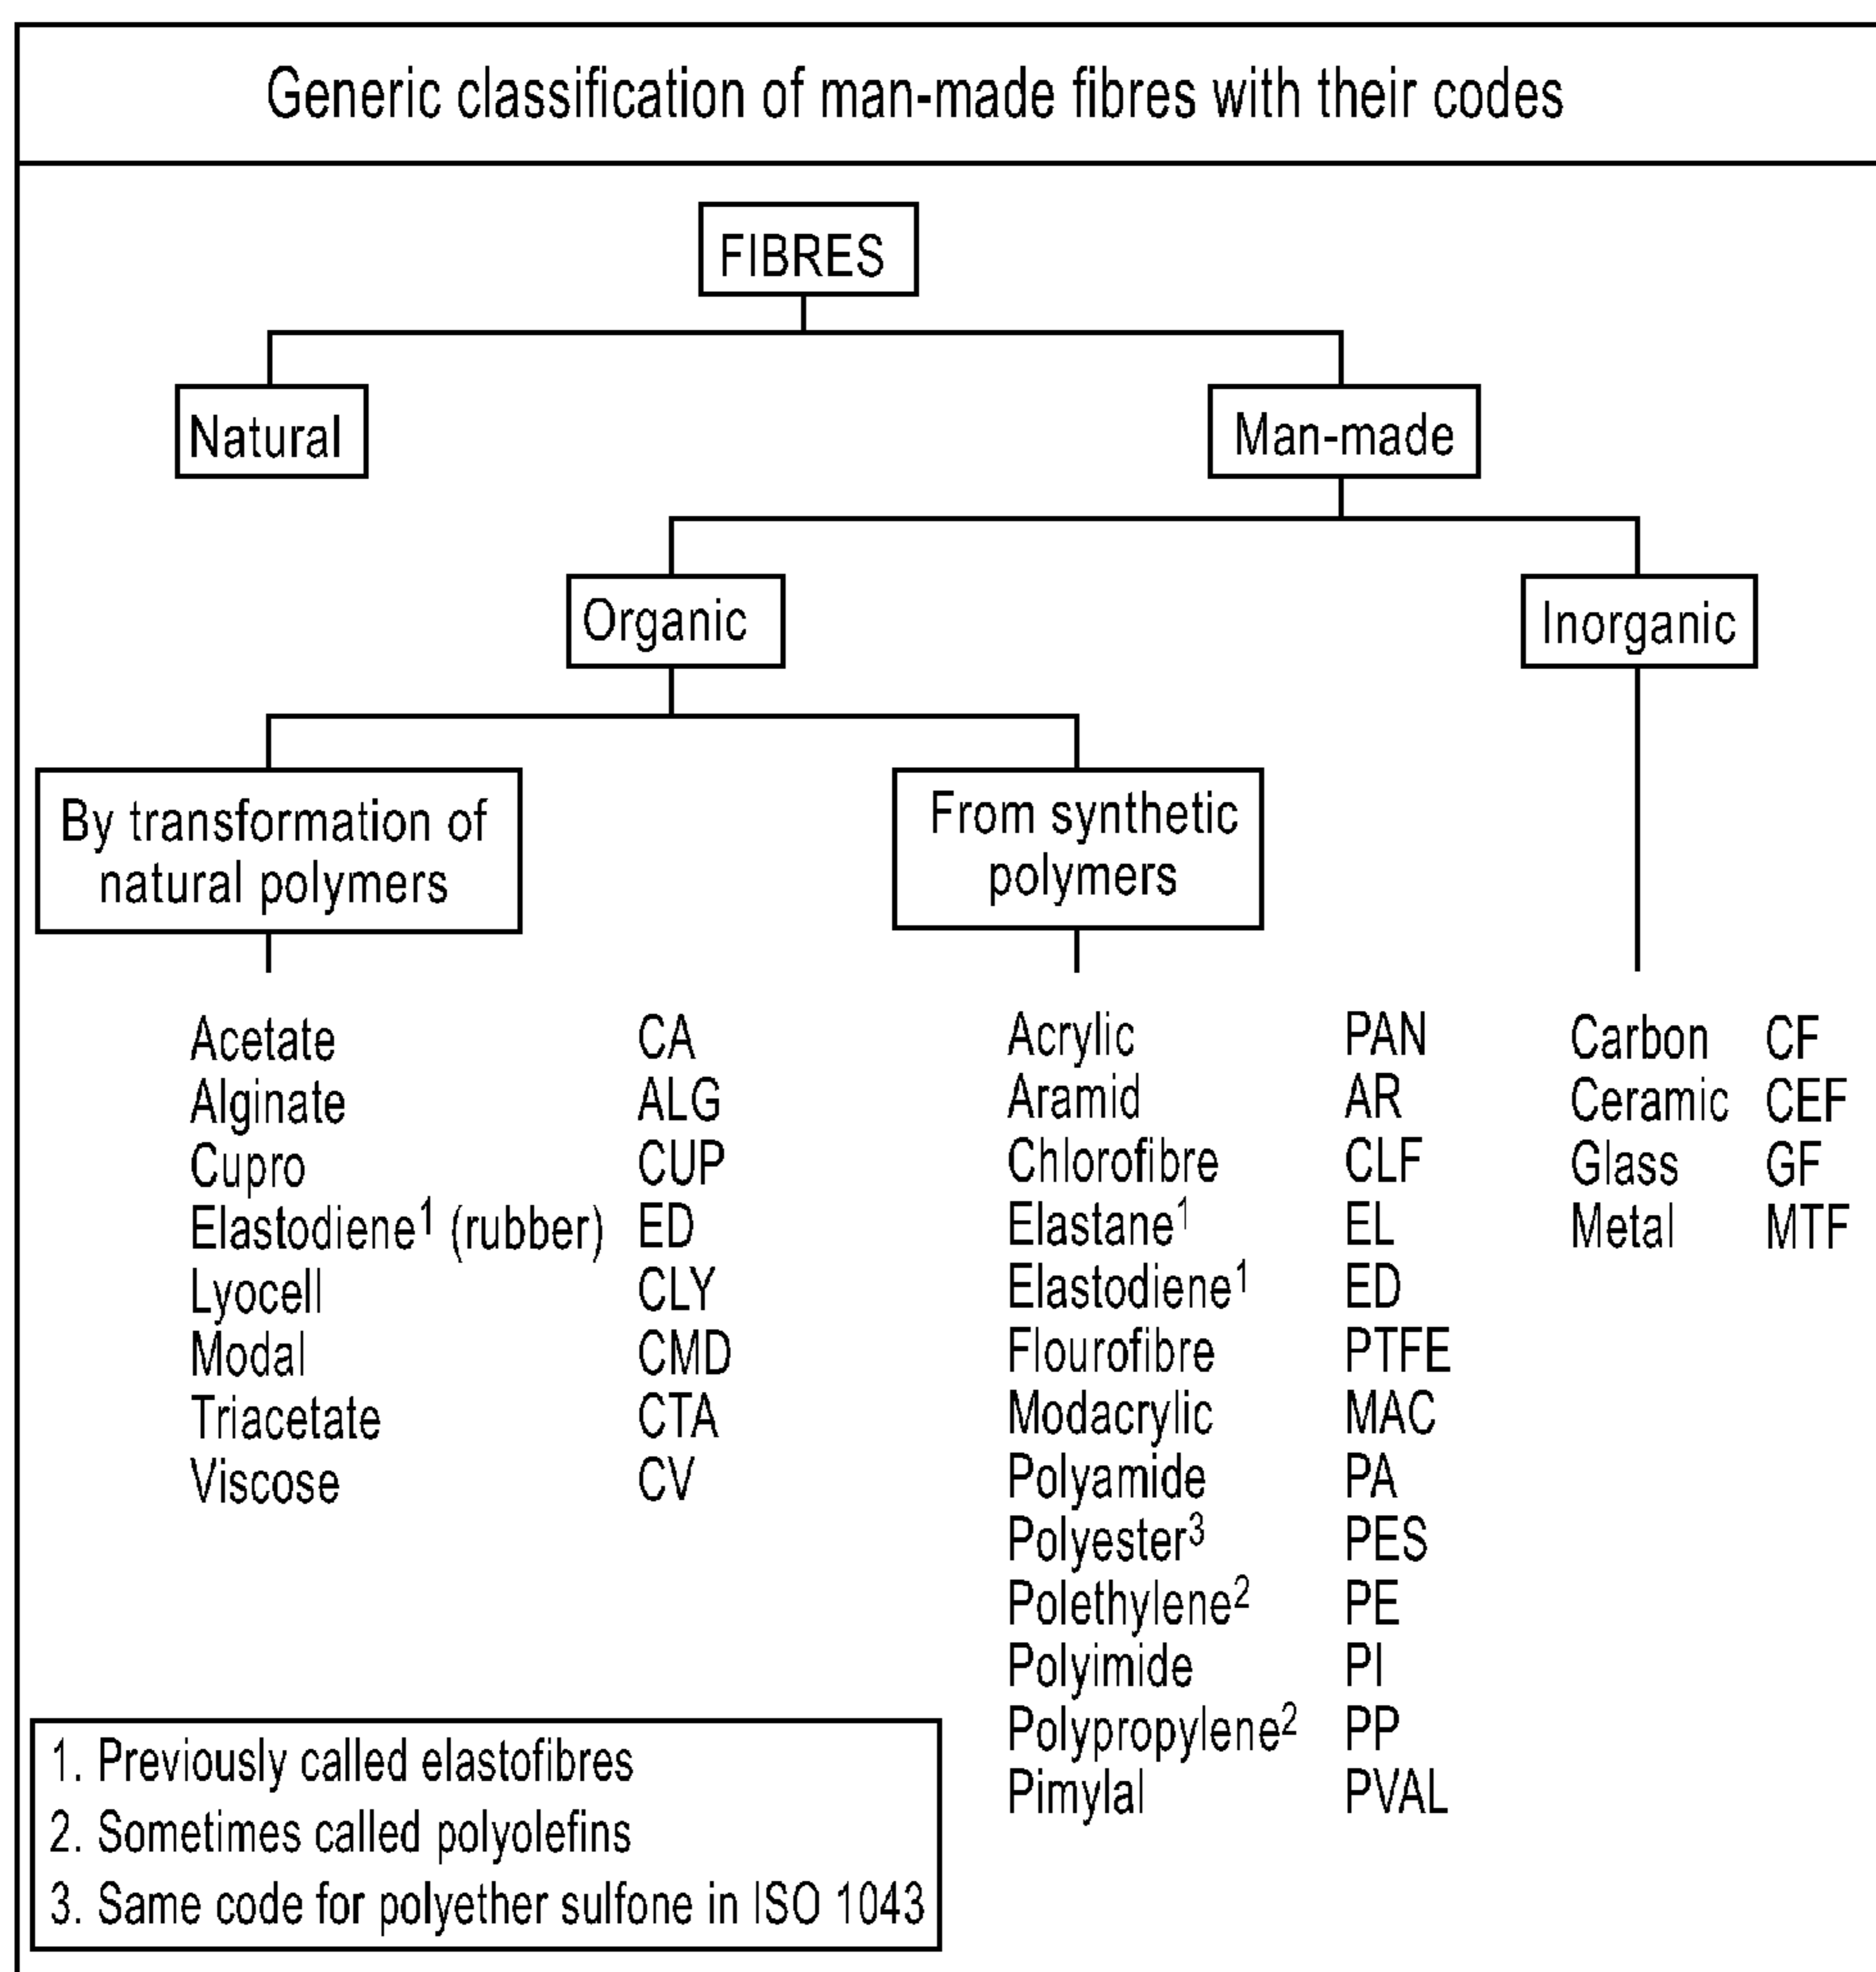 Generic classification of man-made fibres with their codes
FIBRES
Natural
Man-made
Organic
Inorganic
By transformation of
natural polymers
From synthetic
polymers
Acetate CA
Alginate ALG
Cupro CUP
Elastodiene¹ (rubber) ED
Lyocell CLY
Modal CMD
Triacetate CTA
Viscose CV
Acrylic PAN
Aramid AR
Chlorofibre CLF
Elastane¹ EL
Elastodiene¹ ED
Flourofibre PTFE
Modacrylic MAC
Polyamide PA
Polyester³ PES
Polethylene² PE
Polyimide PI
Polypropylene² PP
Pimylal PVAL
Carbon CF
Ceramic CEF
Glass GF
Metal MTF
1. Previously called elastofibres
2. Sometimes called polyolefins
3. Same code for polyether sulfone in ISO 1043